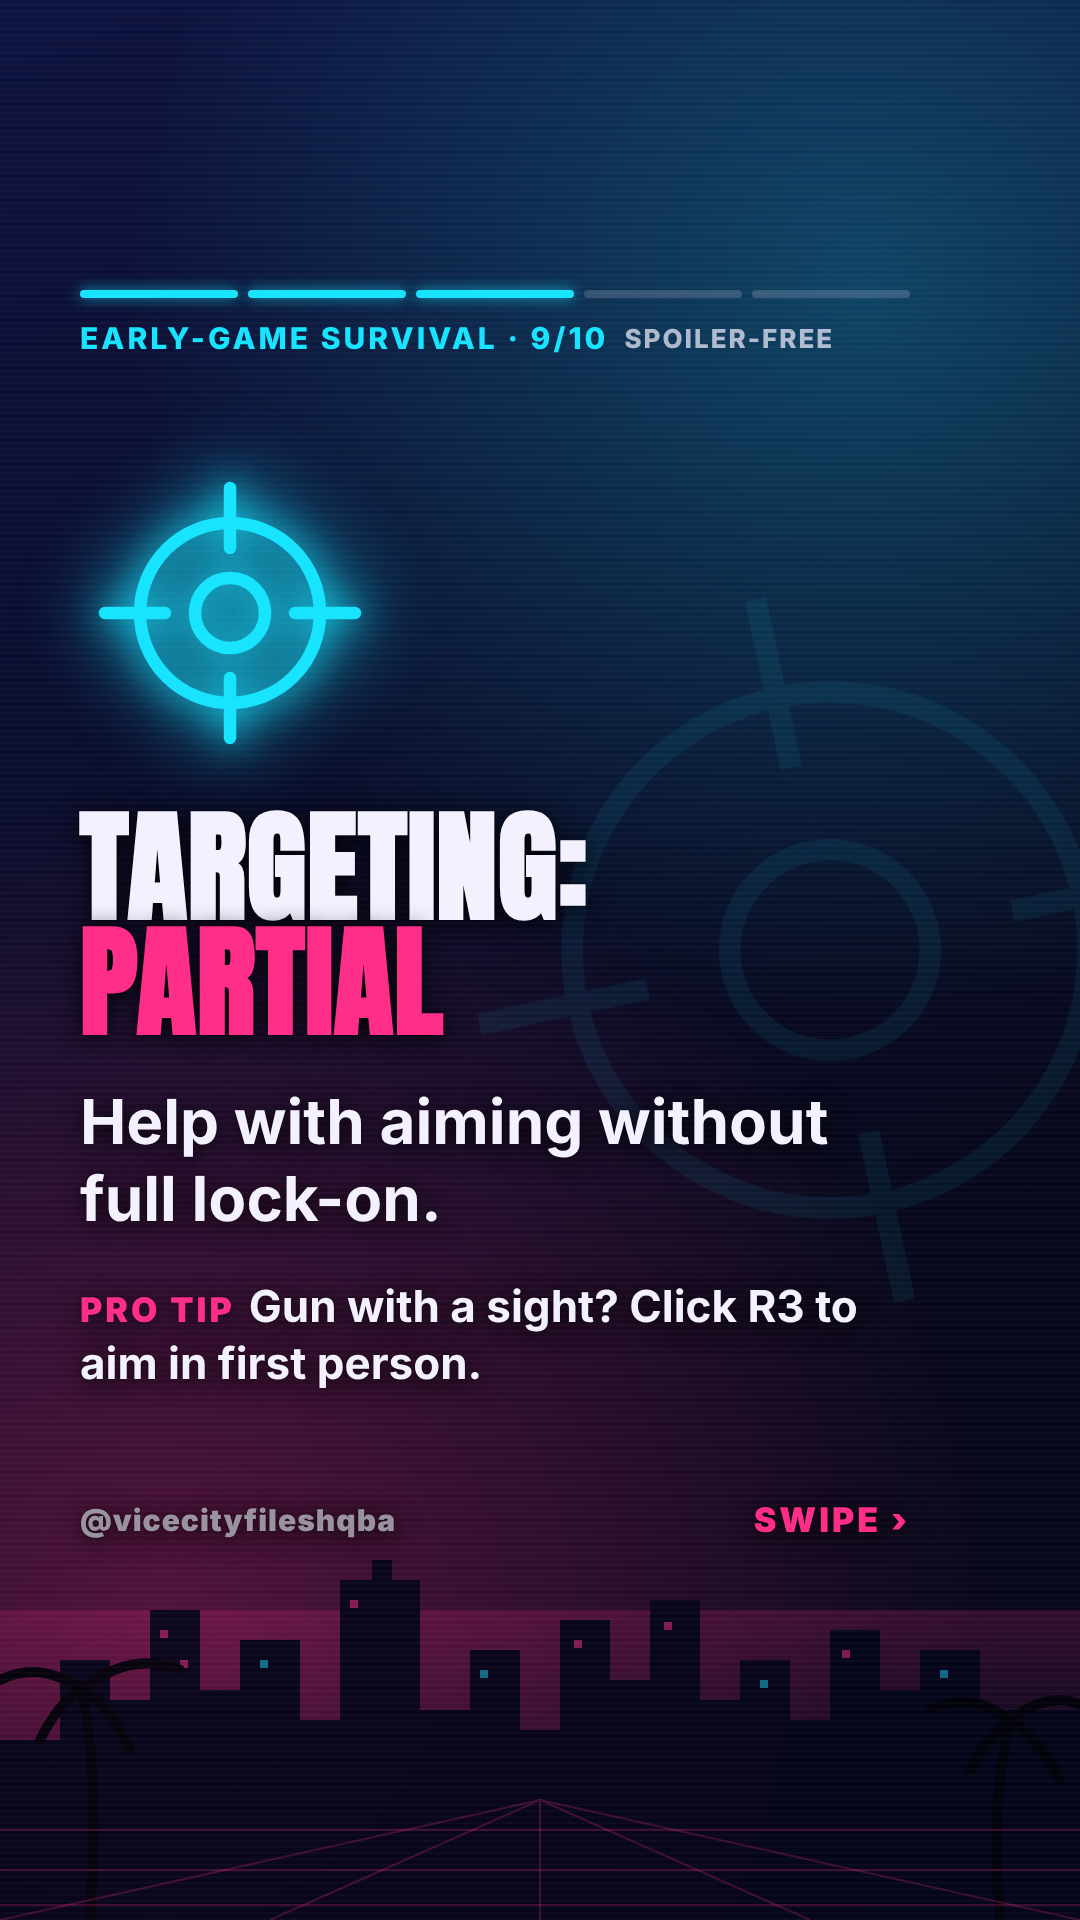 EARLY-GAME SURVIVAL · 9/10 SPOILER-FREE
TARGETING:
PARTIAL
Help with aiming without
full lock-on.
PRO TIP Gun with a sight? Click R3 to
aim in first person.
@vicecityfileshqba SWIPE ›